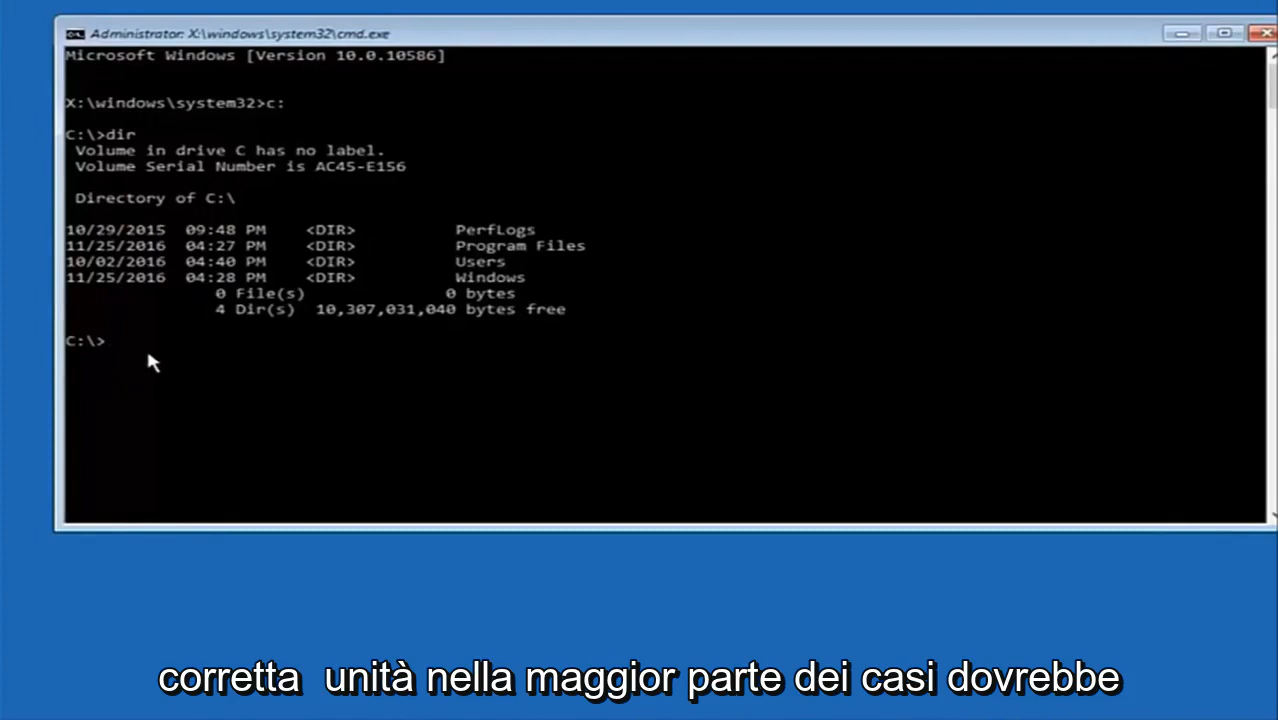 Administrator: X:\windows\system32\cmd.exe
Microsoft Windows [Version 10.0.10586]
X:\windows\system32>c:
C:\>dir
Volume in drive C has no label.
Volume Serial Number is AC45-E156
Directory of C:\
10/29/2015 09:48 PM <DIR> PerfLogs
11/25/2016 04:27 PM <DIR> Program Files
10/02/2016 04:40 PM <DIR> Users
11/25/2016 04:28 PM <DIR> Windows
0 File(s) 0 bytes
4 Dir(s) 10,307,031,040 bytes free
C:\>
corretta unità nella maggior parte dei casi dovrebbe